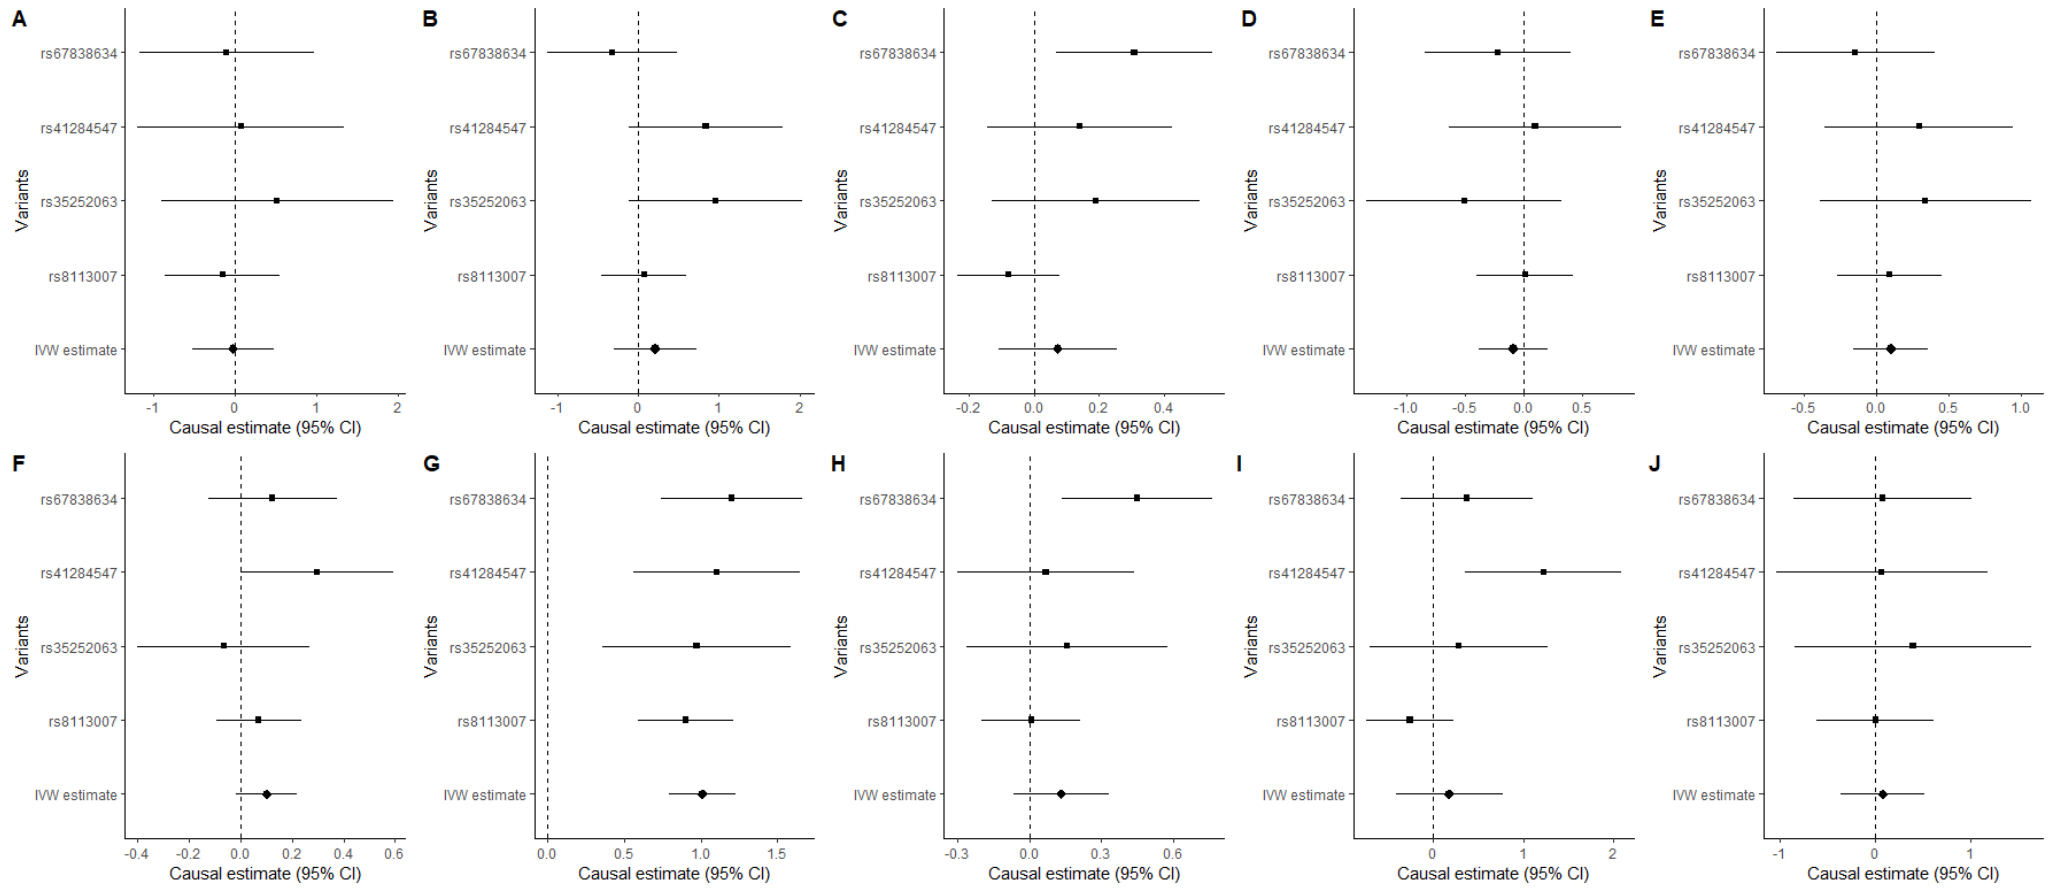 A
rs67838634
rs41284547
rs35252063
rs8113007
IVW estimate
Variants
-1 0 1 2
Causal estimate (95% CI)
B
rs67838634
rs41284547
rs35252063
rs8113007
IVW estimate
Variants
-1 0 1 2
Causal estimate (95% CI)
C
rs67838634
rs41284547
rs35252063
rs8113007
IVW estimate
Variants
-0.2 0.0 0.2 0.4
Causal estimate (95% CI)
D
rs67838634
rs41284547
rs35252063
rs8113007
IVW estimate
Variants
-1.0 -0.5 0.0 0.5
Causal estimate (95% CI)
E
rs67838634
rs41284547
rs35252063
rs8113007
IVW estimate
Variants
-0.5 0.0 0.5 1.0
Causal estimate (95% CI)
F
rs67838634
rs41284547
rs35252063
rs8113007
IVW estimate
Variants
-0.4 -0.2 0.0 0.2 0.4 0.6
Causal estimate (95% CI)
G
rs67838634
rs41284547
rs35252063
rs8113007
IVW estimate
Variants
0.0 0.5 1.0 1.5
Causal estimate (95% CI)
H
rs67838634
rs41284547
rs35252063
rs8113007
IVW estimate
Variants
-0.3 0.0 0.3 0.6
Causal estimate (95% CI)
I
rs67838634
rs41284547
rs35252063
rs8113007
IVW estimate
Variants
0 1 2
Causal estimate (95% CI)
J
rs67838634
rs41284547
rs35252063
rs8113007
IVW estimate
Variants
-1 0 1
Causal estimate (95% CI)